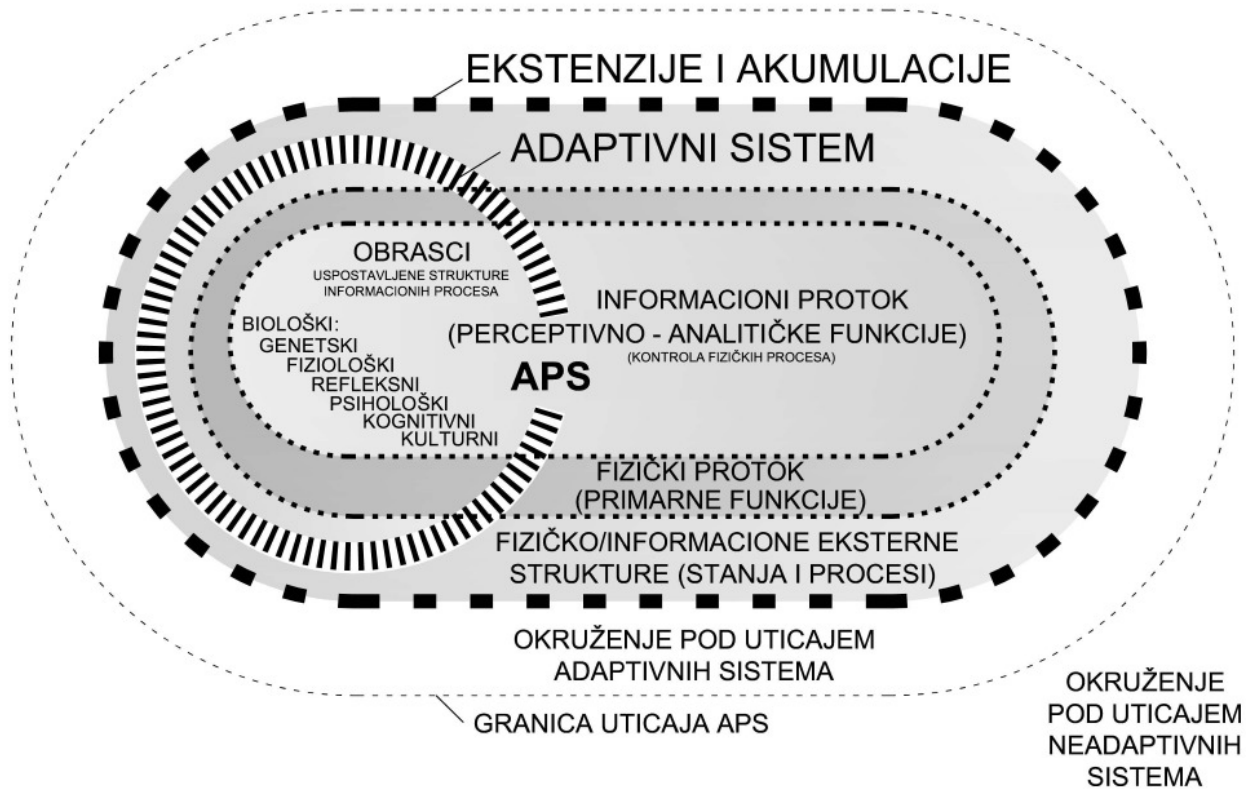 EKSTENZIJE I AKUMULACIJE
ADAPTIVNI SISTEM
OBRASCI
USPOSTAVLJENE STRUKTURE
INFORMACIONIH PROCESA
BIOLOŠKI:
GENETSKI
FIZIOLOŠKI
REFLEKSNI
PSIHOLOŠKI
KOGNITIVNI
KULTURNI
INFORMACIONI PROTOK
(PERCEPTIVNO - ANALITIČKE FUNKCIJE)
(KONTROLA FIZIČKIH PROCESA)
APS
FIZIČKI PROTOK
(PRIMARNE FUNKCIJE)
FIZIČKO/INFORMACIONE EKSTERNE
STRUKTURE (STANJA I PROCESI)
OKRUŽENJE POD UTICAJEM
ADAPTIVNIH SISTEMA
GRANICA UTICAJA APS
OKRUŽENJE
POD UTICAJEM
NEADAPTIVNIH
SISTEMA